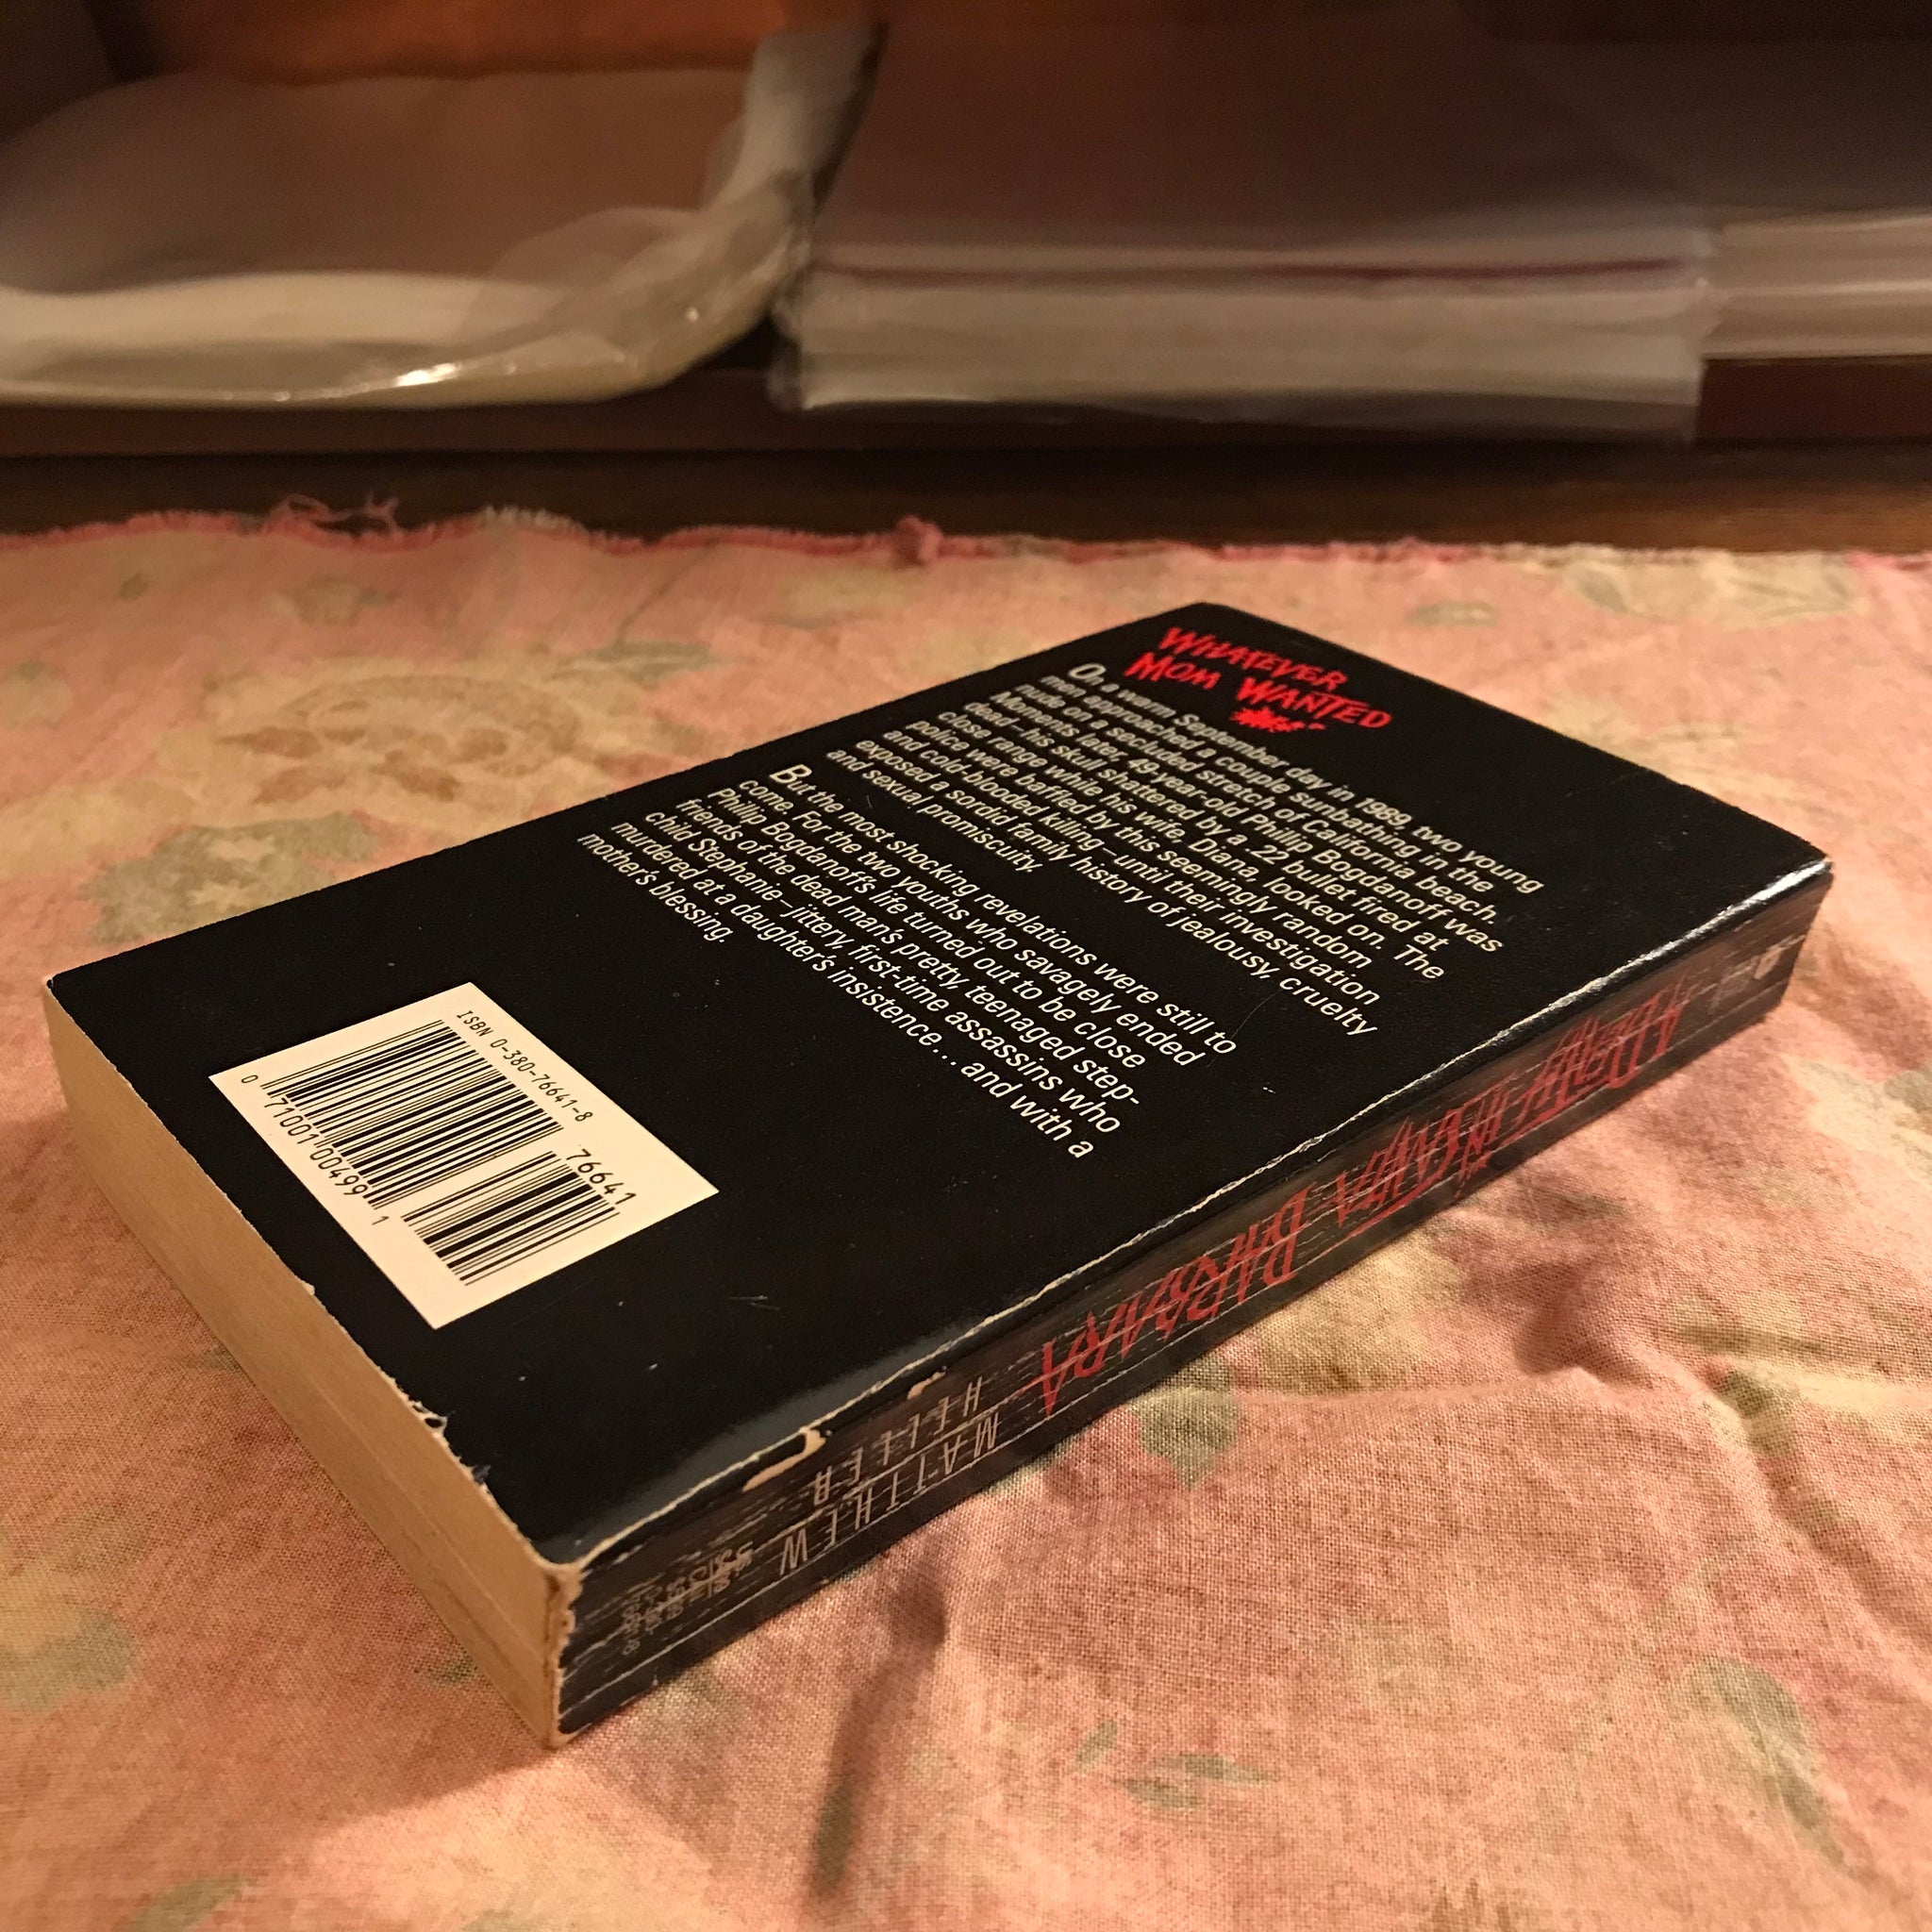 WHATEVER
MOM WANTED
On a warm September day in 1989, two young
men approached a couple sunbathing in the
nude on a secluded stretch of California beach.
Moments later, 49-year-old Philip Bogdanoff was
dead—his skull shattered by a .22 bullet fired at
close range while his wife, Diana, looked on. The
police were baffled by this seemingly random
and cold-blooded killing—until their investigation
exposed a sordid family history of jealousy, cruelty
and sexual promiscuity.
But the most shocking revelations were still to
come. For the two youths who savagely ended
Philip Bogdanoff's life turned out to be close
friends of the dead man's pretty, teenaged step-
child Stephanie—jittery, first-time assassins who
murdered at a daughter's insistence...and with a
mother's blessing.
ISBN 0-380-76641-8
76641
0 71001 00499 1
A DEATH IN SANTA BARBARA
MATTHEW
HELLER